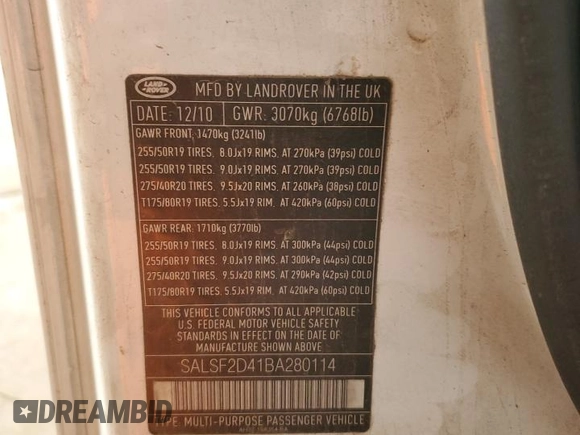 LAND
ROVER
MFD BY LANDROVER IN THE UK
DATE: 12/10 GWR: 3070kg (6768lb)
GAWR FRONT: 1470kg (3241lb)
255/50R19 TIRES, 8.0Jx19 RIMS, AT 270kPa (39psi) COLD
255/50R19 TIRES, 9.0Jx19 RIMS, AT 270kPa (39psi) COLD
275/40R20 TIRES, 9.5Jx20 RIMS, AT 260kPa (38psi) COLD
T175/80R19 TIRES, 5.5Jx19 RIM, AT 420kPa (60psi) COLD
GAWR REAR: 1710kg (3770lb)
255/50R19 TIRES, 8.0Jx19 RIMS, AT 300kPa (44psi) COLD
255/50R19 TIRES, 9.0Jx19 RIMS, AT 300kPa (44psi) COLD
275/40R20 TIRES, 9.5Jx20 RIMS, AT 290kPa (42psi) COLD
T175/80R19 TIRES, 5.5Jx19 RIM, AT 420kPa (60psi) COLD
THIS VEHICLE CONFORMS TO ALL APPLICABLE
U.S. FEDERAL MOTOR VEHICLE SAFETY
STANDARD IN EFFECT ON THE DATE OF
MANUFACTURE SHOWN ABOVE
SALSF2D41BA280114
TYPE: MULTI-PURPOSE PASSENGER VEHICLE
DREAMBID